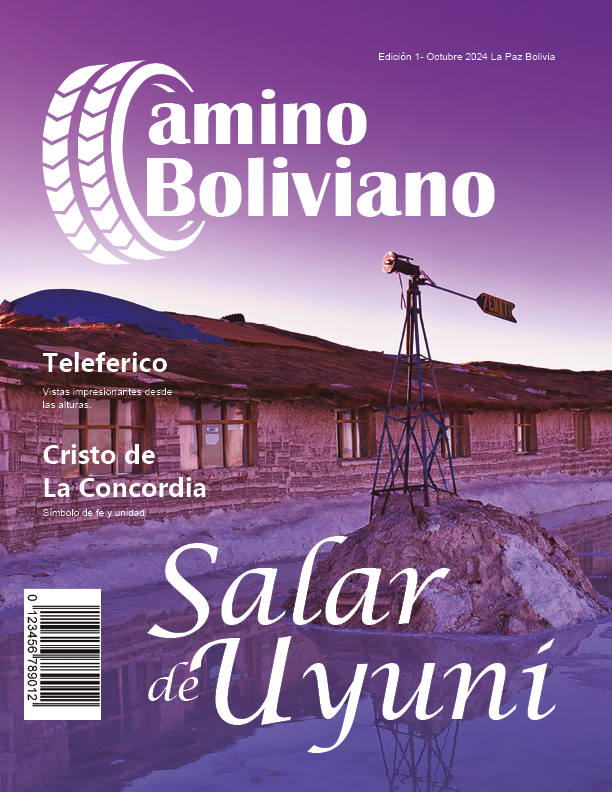 Edición 1- Octubre 2024 La Paz Bolivia
Camino
Boliviano
Teleferico
Vistas impresionantes desde
las alturas.
Cristo de
La Concordia
Símbolo de fe y unidad
Salar
de Uyuni
0 123456 789012